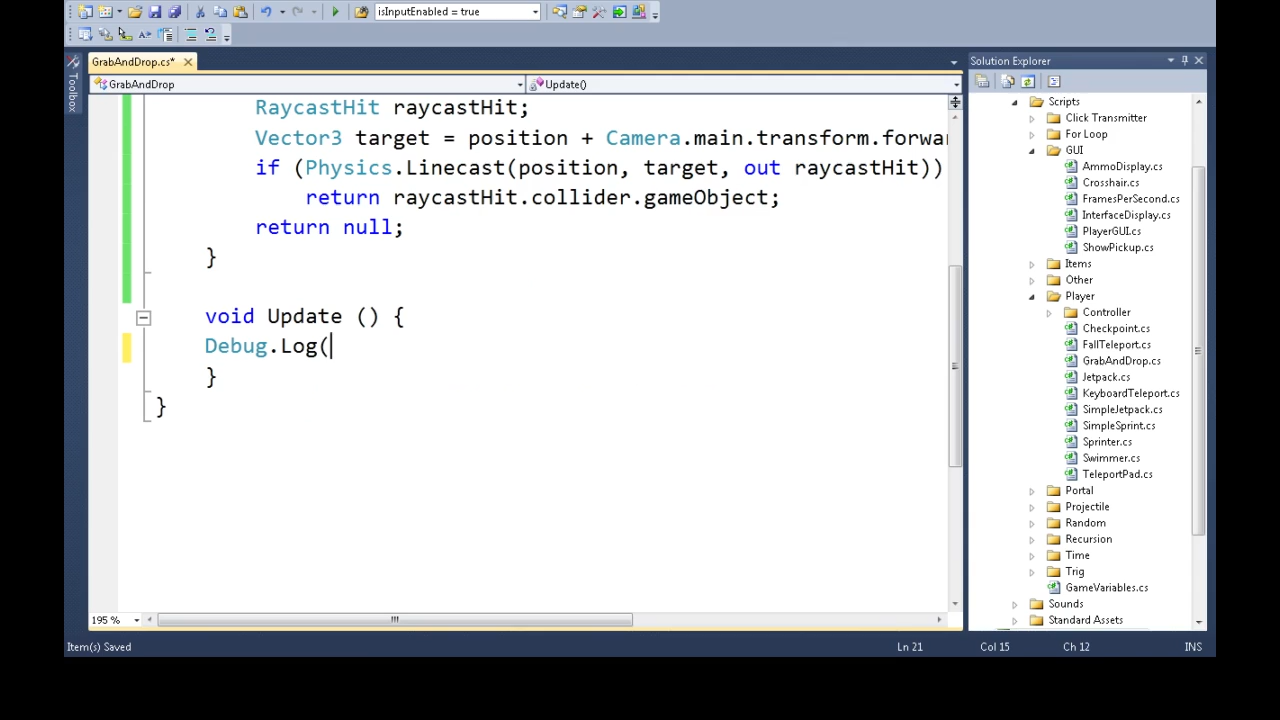 isInputEnabled = true
GrabAndDrop.cs*
Solution Explorer
Toolbox
GrabAndDrop
Update()
RaycastHit raycastHit;
Vector3 target = position + Camera.main.transform.forwar
if (Physics.Linecast(position, target, out raycastHit))
return raycastHit.collider.gameObject;
return null;
}
void Update () {
Debug.Log(
}
}
Scripts
Click Transmitter
For Loop
GUI
AmmoDisplay.cs
Crosshair.cs
FramesPerSecond.cs
InterfaceDisplay.cs
PlayerGUI.cs
ShowPickup.cs
Items
Other
Player
Controller
Checkpoint.cs
FallTeleport.cs
GrabAndDrop.cs
Jetpack.cs
KeyboardTeleport.cs
SimpleJetpack.cs
SimpleSprint.cs
Sprinter.cs
Swimmer.cs
TeleportPad.cs
Portal
Projectile
Random
Recursion
Time
Trig
GameVariables.cs
Sounds
Standard Assets
195 %
Item(s) Saved
Ln 21
Col 15
Ch 12
INS